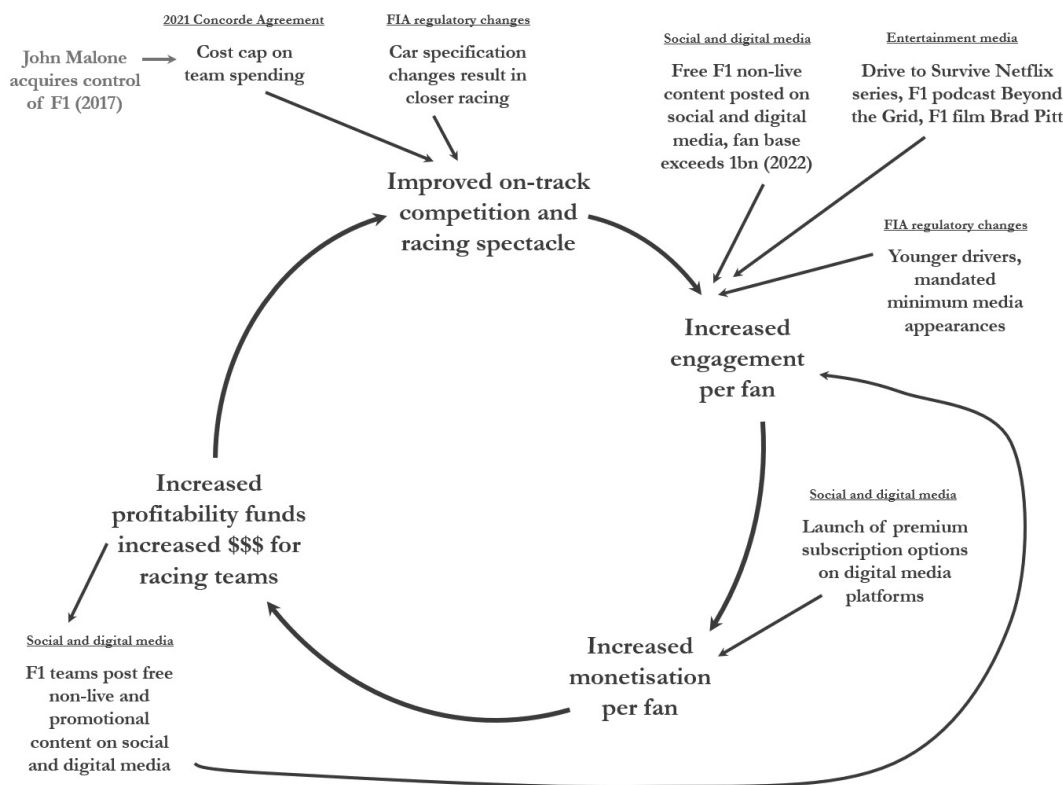 2021 Concorde Agreement
Cost cap on
team spending
FIA regulatory changes
Car specification
changes result in
closer racing
John Malone
acquires control
of F1 (2017)
Social and digital media
Free F1 non-live
content posted on
social and digital
media, fan base
exceeds 1bn (2022)
Entertainment media
Drive to Survive Netflix
series, F1 podcast Beyond
the Grid, F1 film Brad Pitt
Improved on-track
competition and
racing spectacle
FIA regulatory changes
Younger drivers,
mandated
minimum media
appearances
Increased
engagement
per fan
Social and digital media
Launch of premium
subscription options
on digital media
platforms
Increased
monetisation
per fan
Increased
profitability funds
increased $$$ for
racing teams
Social and digital media
F1 teams post free
non-live and
promotional
content on social
and digital media